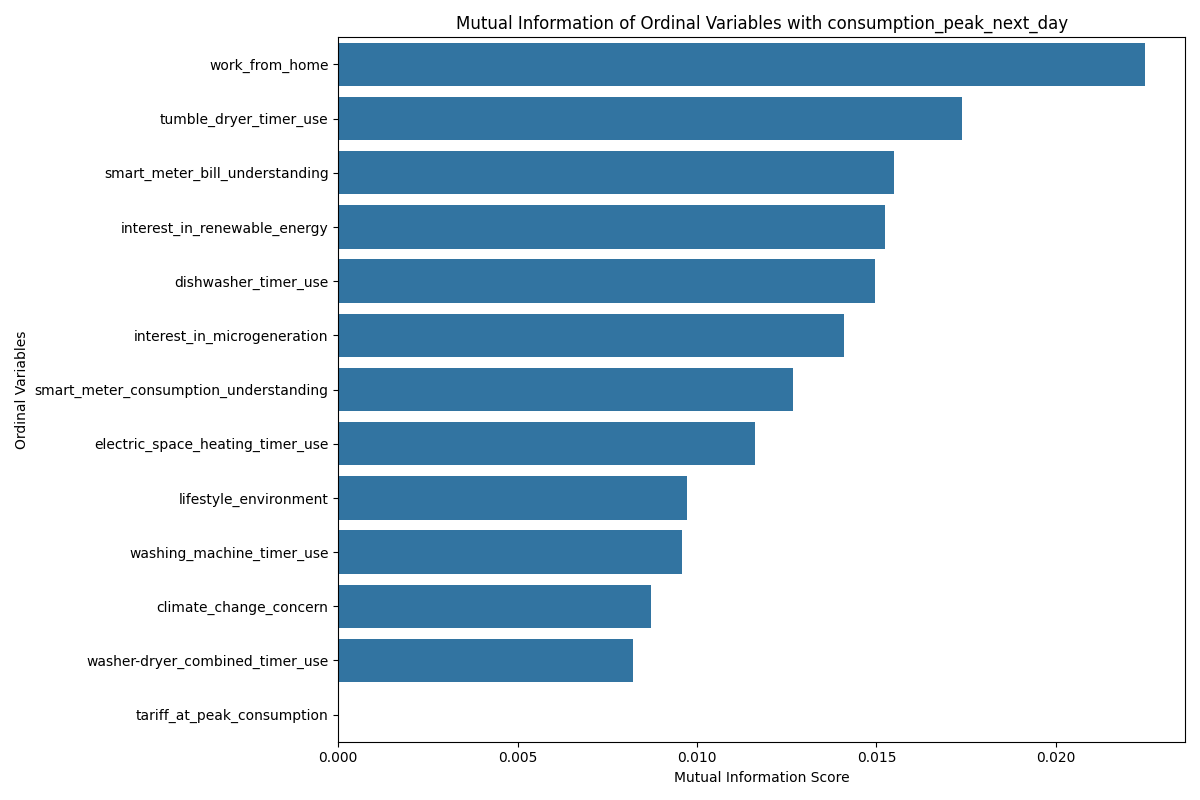 Mutual Information of Ordinal Variables with consumption_peak_next_day
Ordinal Variables
work_from_home
tumble_dryer_timer_use
smart_meter_bill_understanding
interest_in_renewable_energy
dishwasher_timer_use
interest_in_microgeneration
smart_meter_consumption_understanding
electric_space_heating_timer_use
lifestyle_environment
washing_machine_timer_use
climate_change_concern
washer-dryer_combined_timer_use
tariff_at_peak_consumption
0.000 0.005 0.010 0.015 0.020
Mutual Information Score